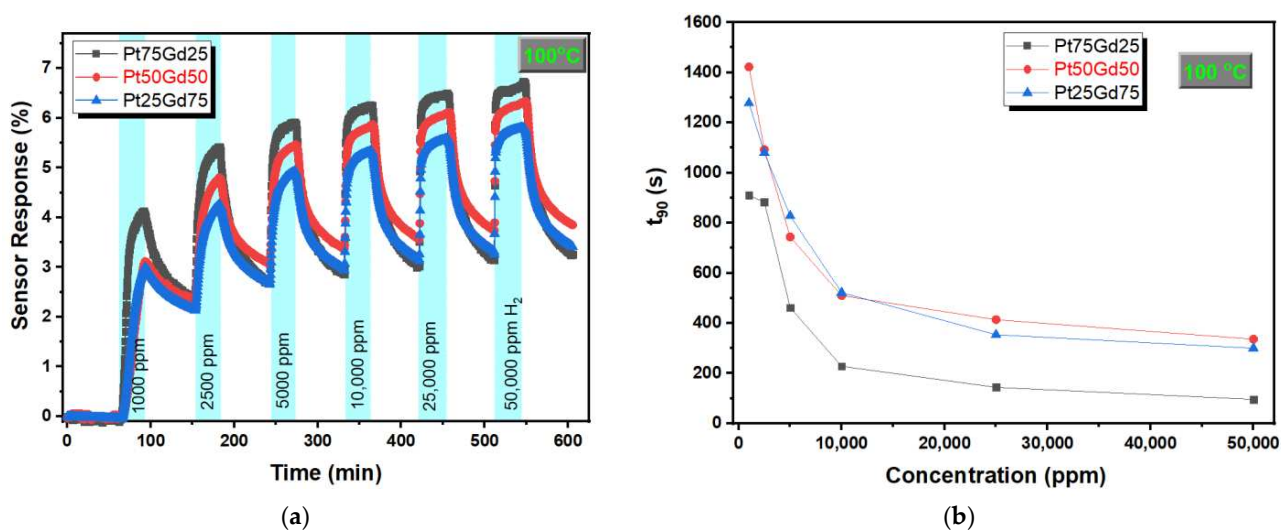 Pt75Gd25
Pt50Gd50
Pt25Gd75
100°C
Sensor Response (%)
7
6
5
4
3
2
1
0
1000 ppm
2500 ppm
5000 ppm
10,000 ppm
25,000 ppm
50,000 ppm H₂
0 100 200 300 400 500 600
Time (min)
(a)
Pt75Gd25
Pt50Gd50
Pt25Gd75
100 °C
t₉₀ (s)
1600
1400
1200
1000
800
600
400
200
0
0 10,000 20,000 30,000 40,000 50,000
Concentration (ppm)
(b)